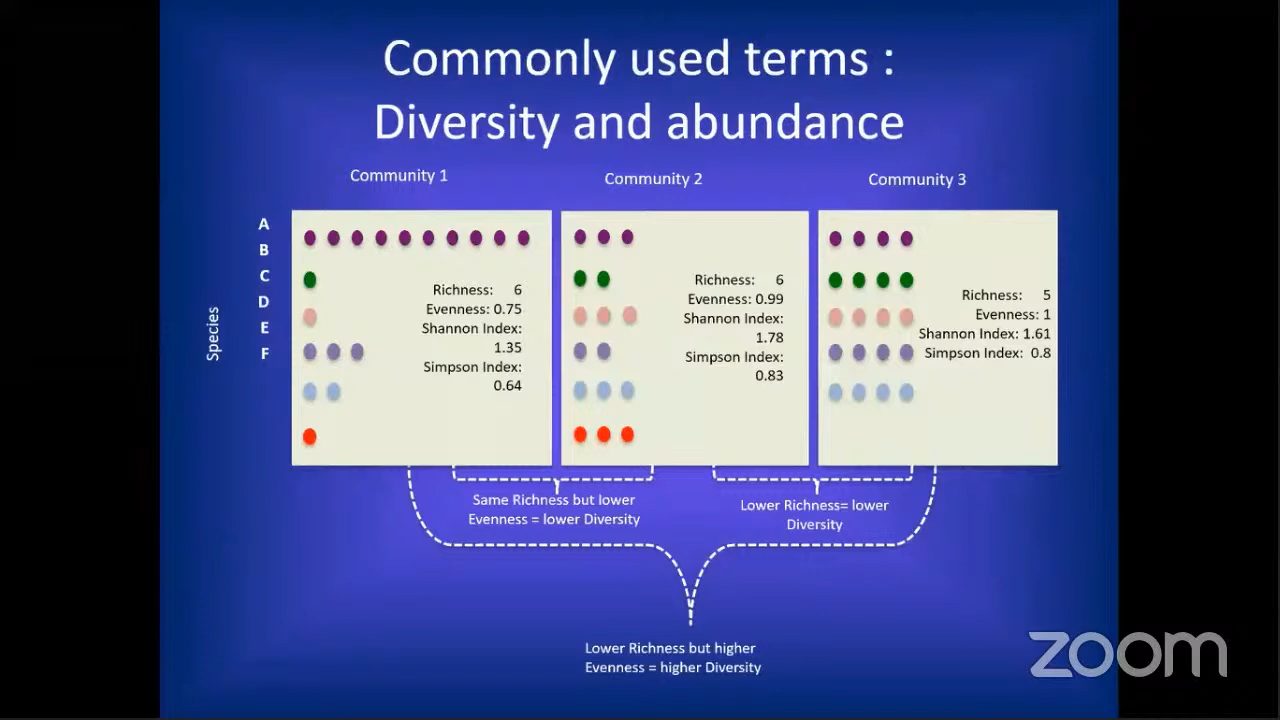 Commonly used terms :
Diversity and abundance
Community 1
Community 2
Community 3
Species
A
B
C
D
E
F
Richness: 6
Evenness: 0.75
Shannon Index:
1.35
Simpson Index:
0.64
Richness: 6
Evenness: 0.99
Shannon Index:
1.78
Simpson Index:
0.83
Richness: 5
Evenness: 1
Shannon Index: 1.61
Simpson Index: 0.8
Same Richness but lower
Evenness = lower Diversity
Lower Richness= lower
Diversity
Lower Richness but higher
Evenness = higher Diversity
zoom